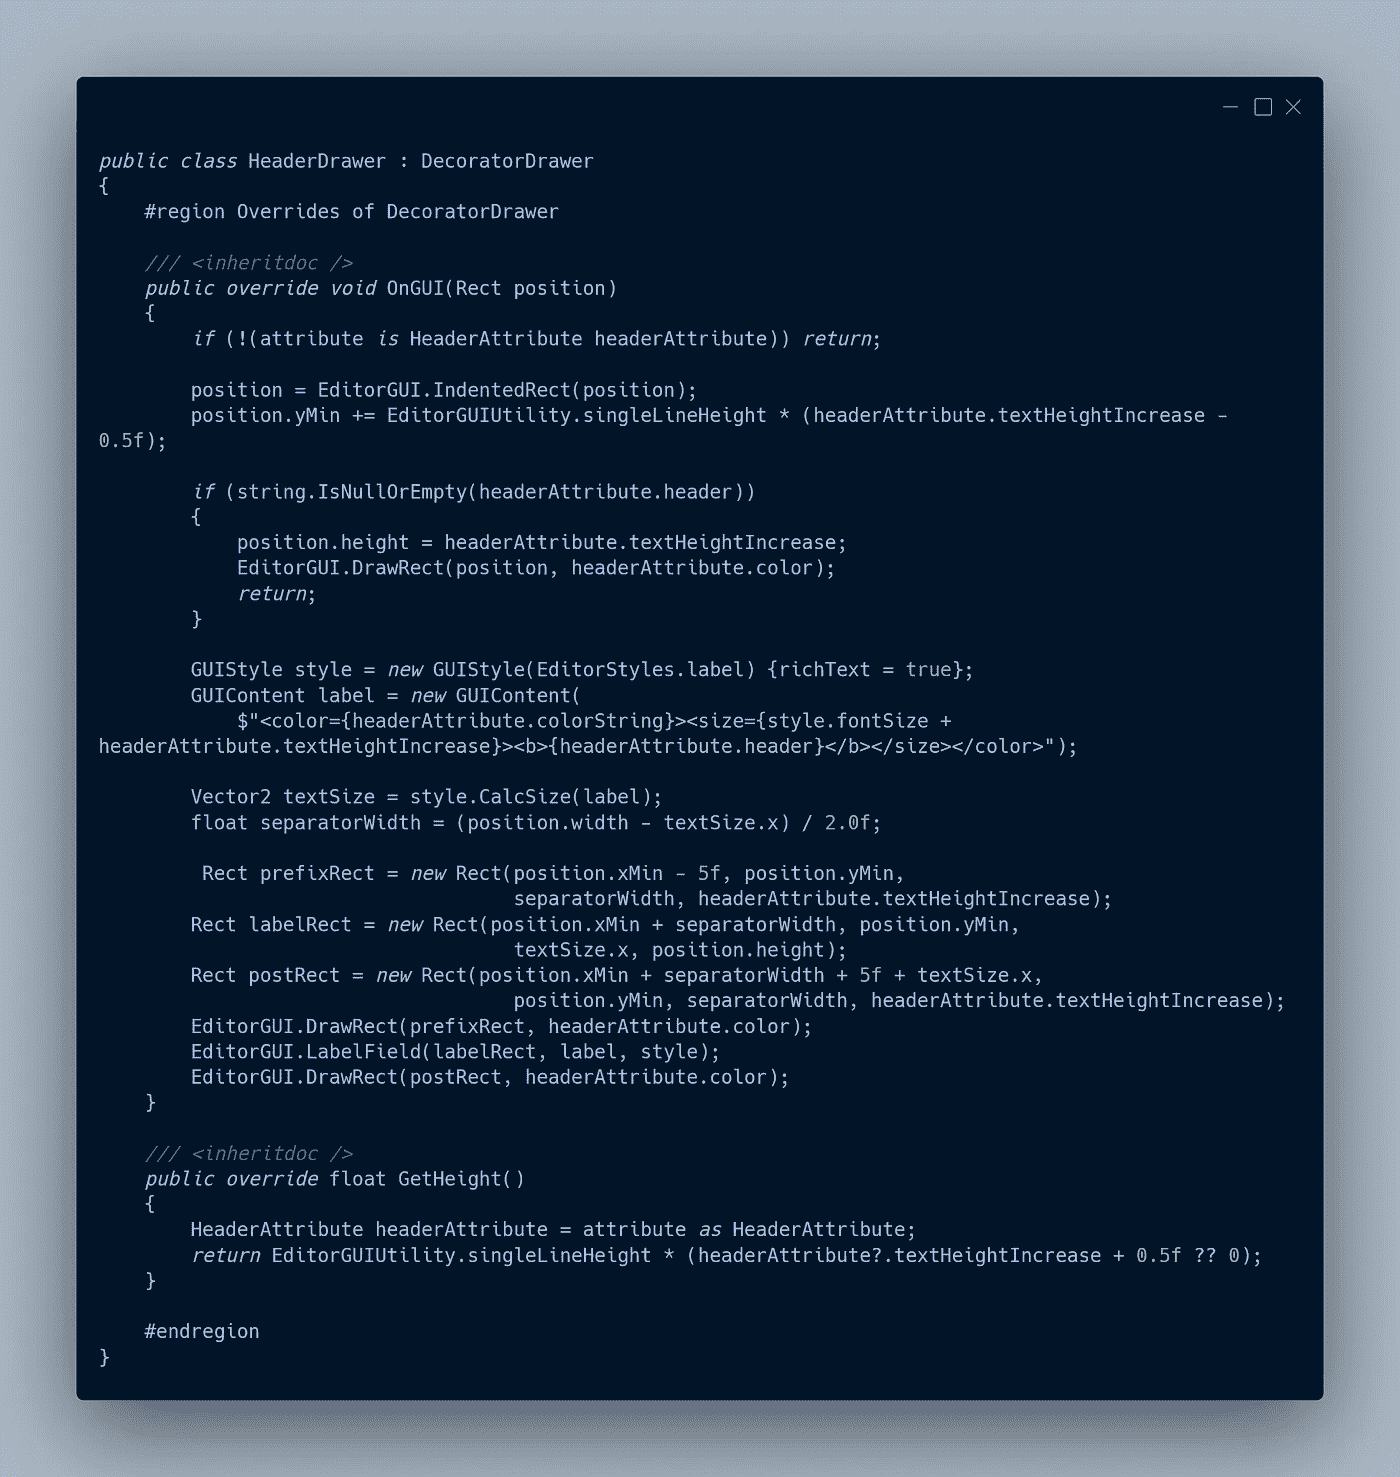 public class HeaderDrawer : DecoratorDrawer
{
    #region Overrides of DecoratorDrawer

    /// <inheritdoc />
    public override void OnGUI(Rect position)
    {
        if (!(attribute is HeaderAttribute headerAttribute)) return;

        position = EditorGUI.IndentedRect(position);
        position.yMin += EditorGUIUtility.singleLineHeight * (headerAttribute.textHeightIncrease -
0.5f);

        if (string.IsNullOrEmpty(headerAttribute.header))
        {
            position.height = headerAttribute.textHeightIncrease;
            EditorGUI.DrawRect(position, headerAttribute.color);
            return;
        }

        GUIStyle style = new GUIStyle(EditorStyles.label) {richText = true};
        GUIContent label = new GUIContent(
            $"<color={headerAttribute.colorString}><size={style.fontSize +
headerAttribute.textHeightIncrease}><b>{headerAttribute.header}</b></size></color>");

        Vector2 textSize = style.CalcSize(label);
        float separatorWidth = (position.width - textSize.x) / 2.0f;

         Rect prefixRect = new Rect(position.xMin - 5f, position.yMin,
                                    separatorWidth, headerAttribute.textHeightIncrease);
        Rect labelRect = new Rect(position.xMin + separatorWidth, position.yMin,
                                    textSize.x, position.height);
        Rect postRect = new Rect(position.xMin + separatorWidth + 5f + textSize.x,
                                    position.yMin, separatorWidth, headerAttribute.textHeightIncrease);
        EditorGUI.DrawRect(prefixRect, headerAttribute.color);
        EditorGUI.LabelField(labelRect, label, style);
        EditorGUI.DrawRect(postRect, headerAttribute.color);
    }

    /// <inheritdoc />
    public override float GetHeight()
    {
        HeaderAttribute headerAttribute = attribute as HeaderAttribute;
        return EditorGUIUtility.singleLineHeight * (headerAttribute?.textHeightIncrease + 0.5f ?? 0);
    }

    #endregion
}